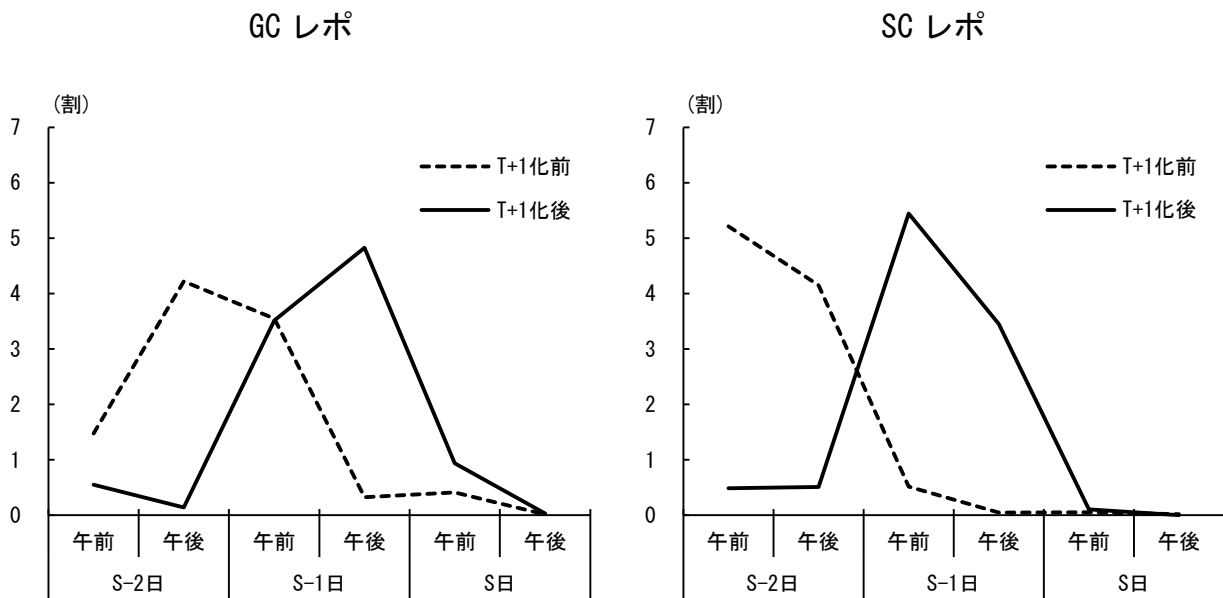 GC レポ
(割)
7
6
5
4
3
2
1
0
T+1化前
T+1化後
午前 午後 午前 午後 午前 午後
S-2日 S-1日 S日
SC レポ
(割)
7
6
5
4
3
2
1
0
T+1化前
T+1化後
午前 午後 午前 午後 午前 午後
S-2日 S-1日 S日